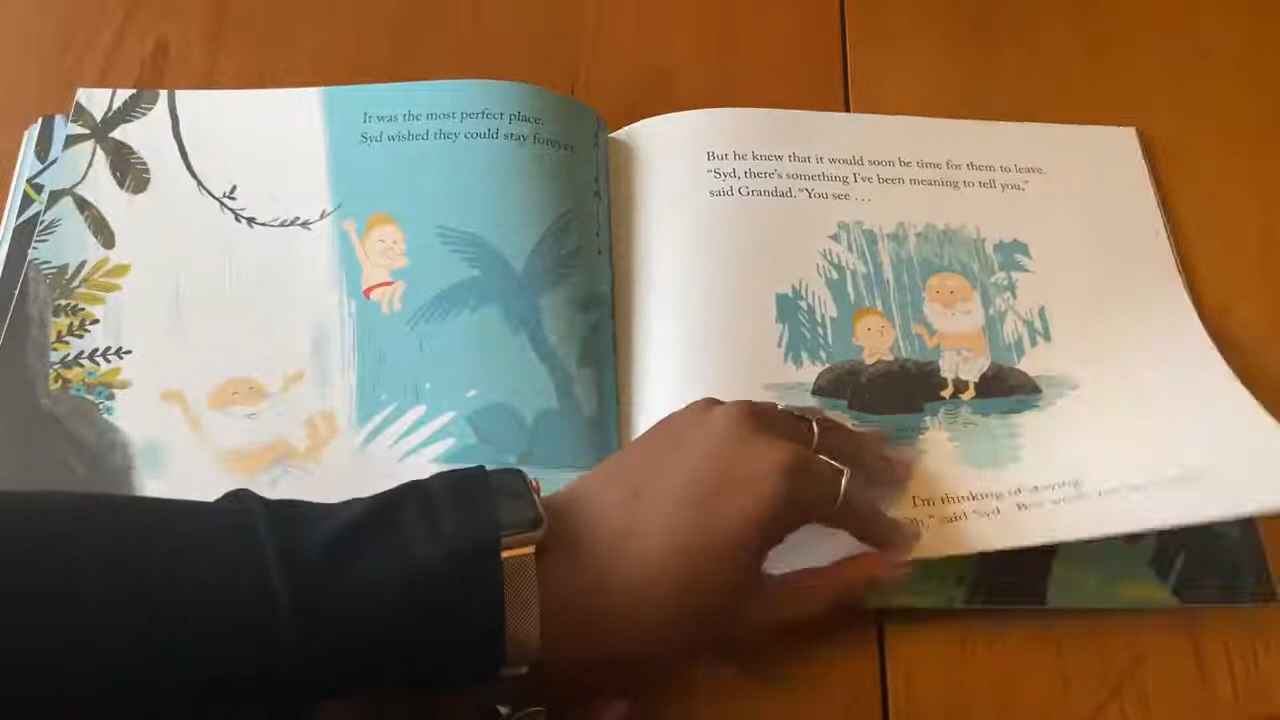 It was the most perfect place.
Syd wished they could stay forever.
But he knew that it would soon be time for them to leave.
“Syd, there’s something I’ve been meaning to tell you,”
said Grandad. “You see . . .
I’m thinking of staying.
said Syd.